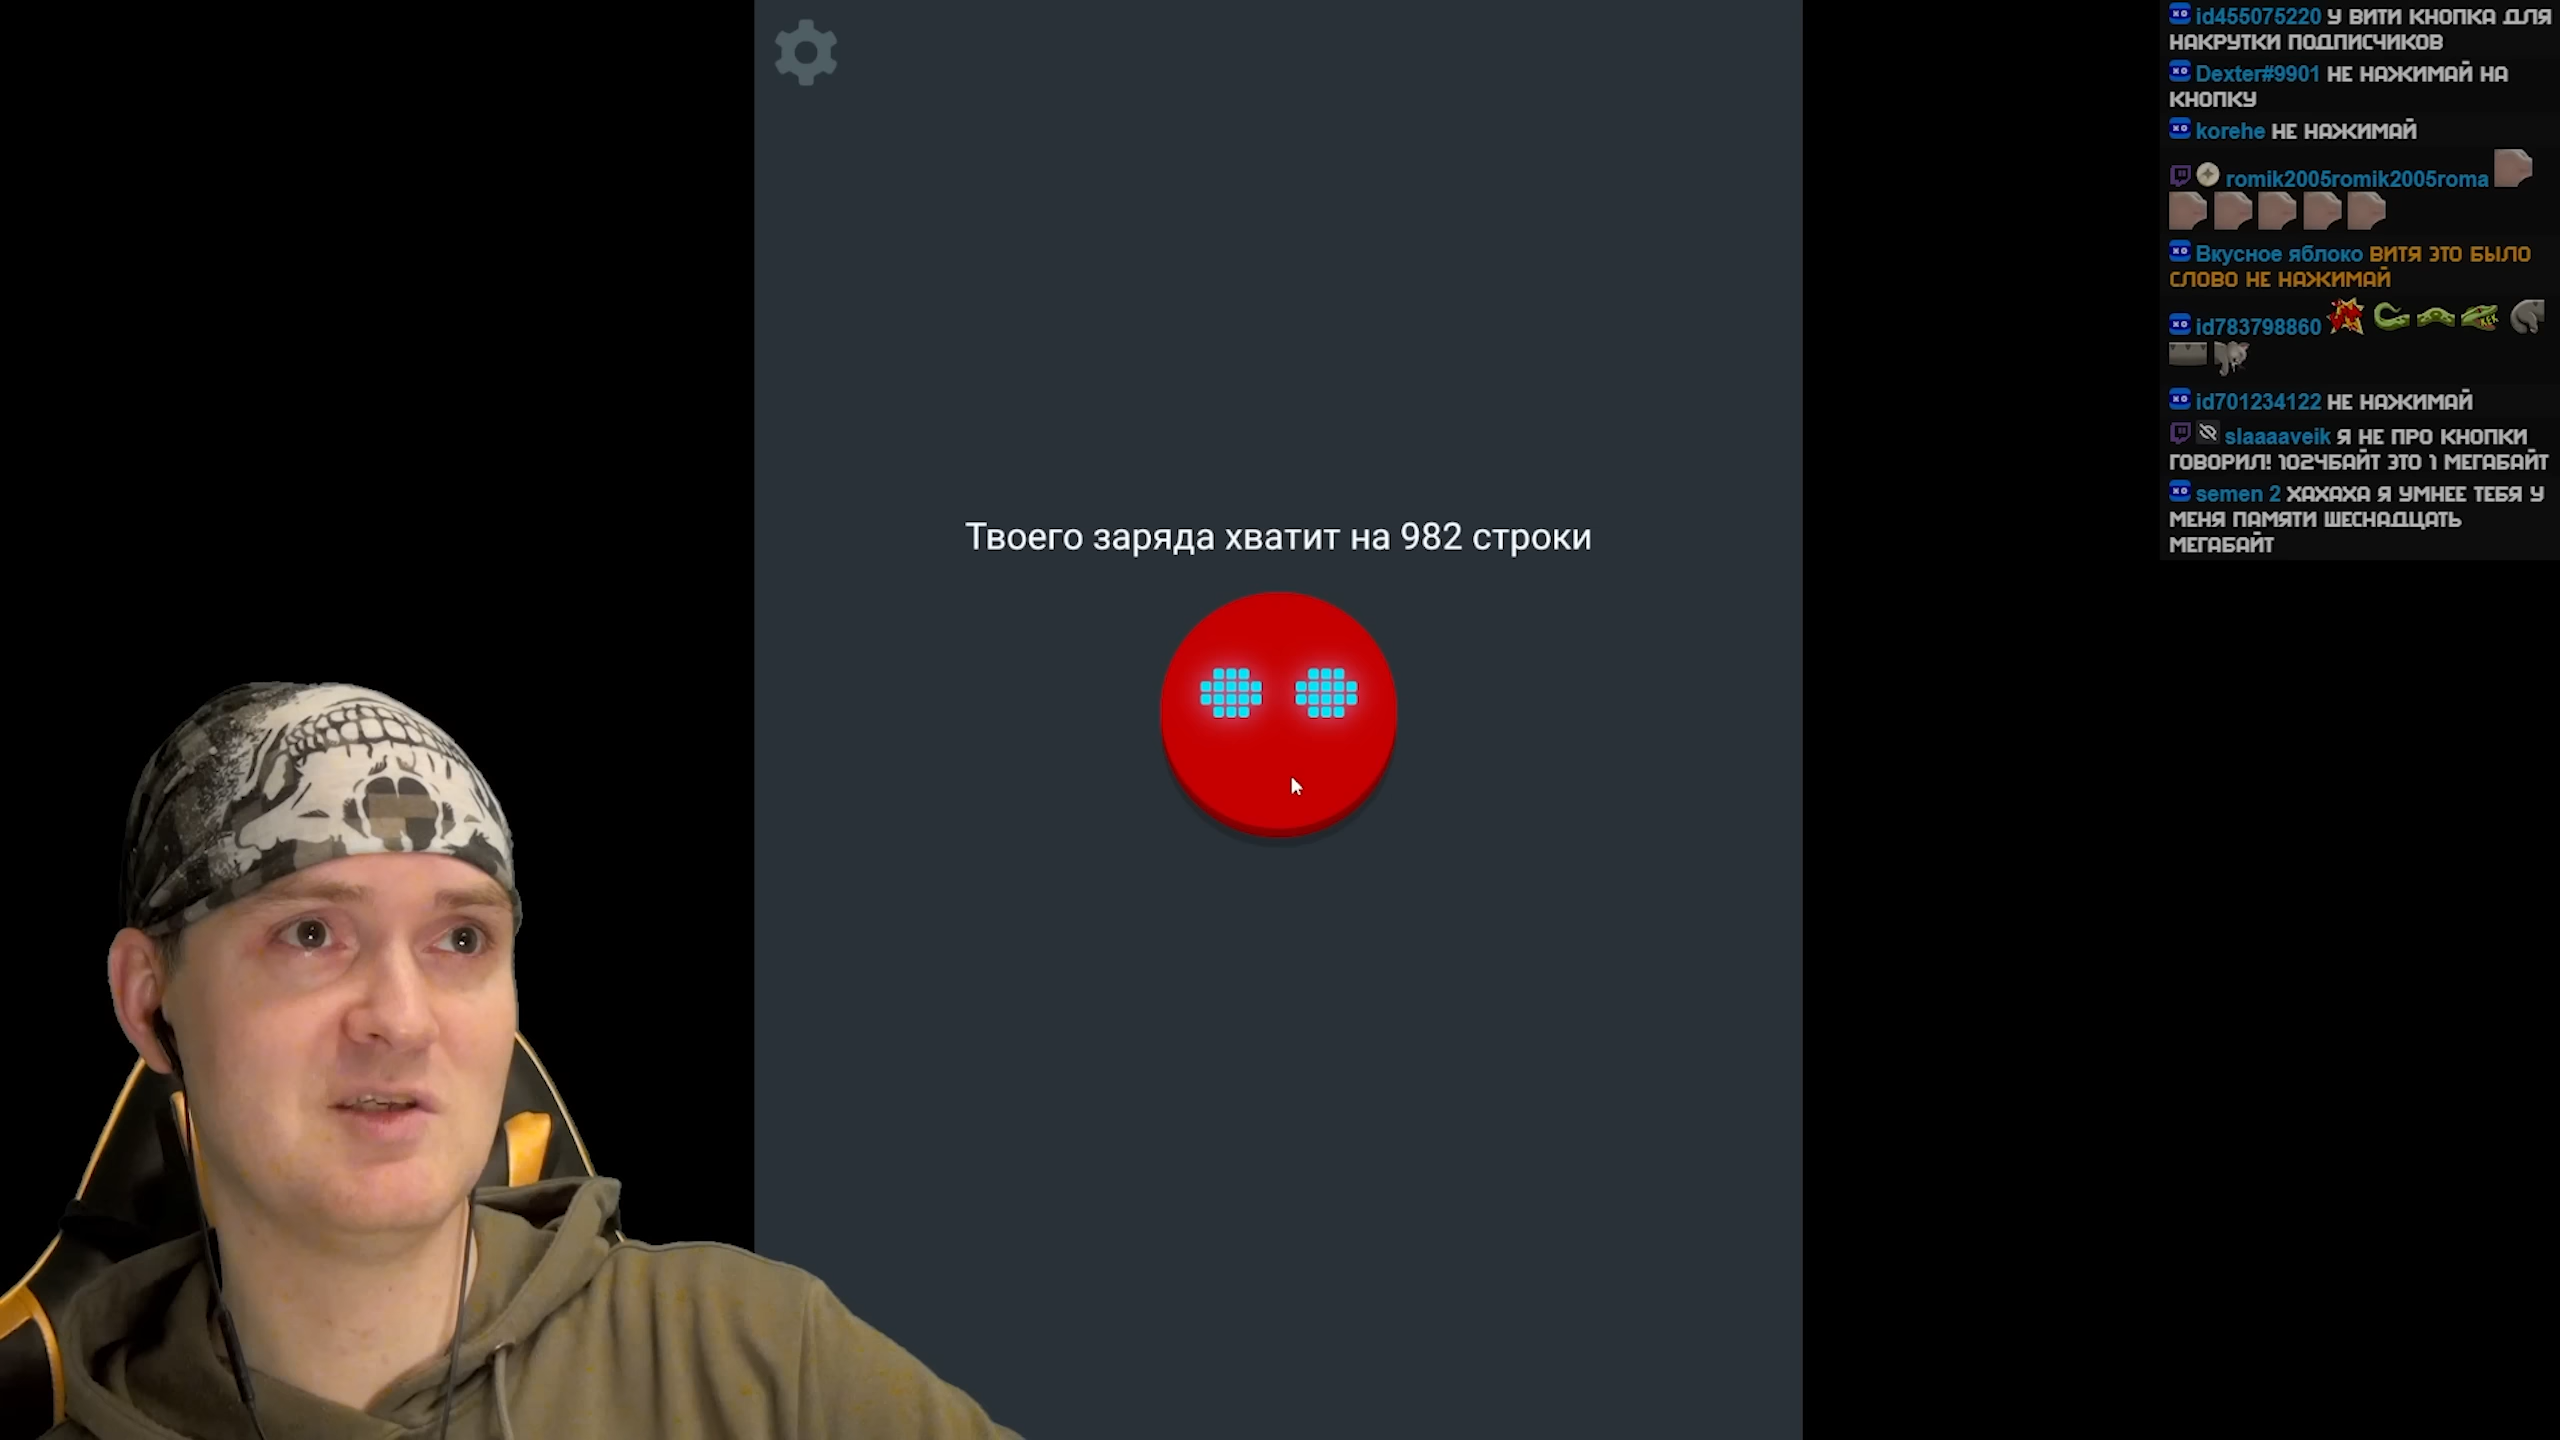 Твоего заряда хватит на 982 строки
id455075220 У ВИТИ КНОПКА ДЛЯ
НАКРУТКИ ПОДПИСЧИКОВ
Dexter#9901 НЕ НАЖИМАЙ НА
КНОПКУ
korehe НЕ НАЖИМАЙ
romik2005romik2005roma
Вкусное яблоко ВИТЯ ЭТО БЫЛО
СЛОВО НЕ НАЖИМАЙ
id783798860
KEK
id701234122 НЕ НАЖИМАЙ
slaaaaveik Я НЕ ПРО КНОПКИ
ГОВОРИЛ! 1024БАЙТ ЭТО 1 МЕГАБАЙТ
semen 2 ХАХАХА Я УМНЕЕ ТЕБЯ У
МЕНЯ ПАМЯТИ ШЕСНАДЦАТЬ
МЕГАБАЙТ